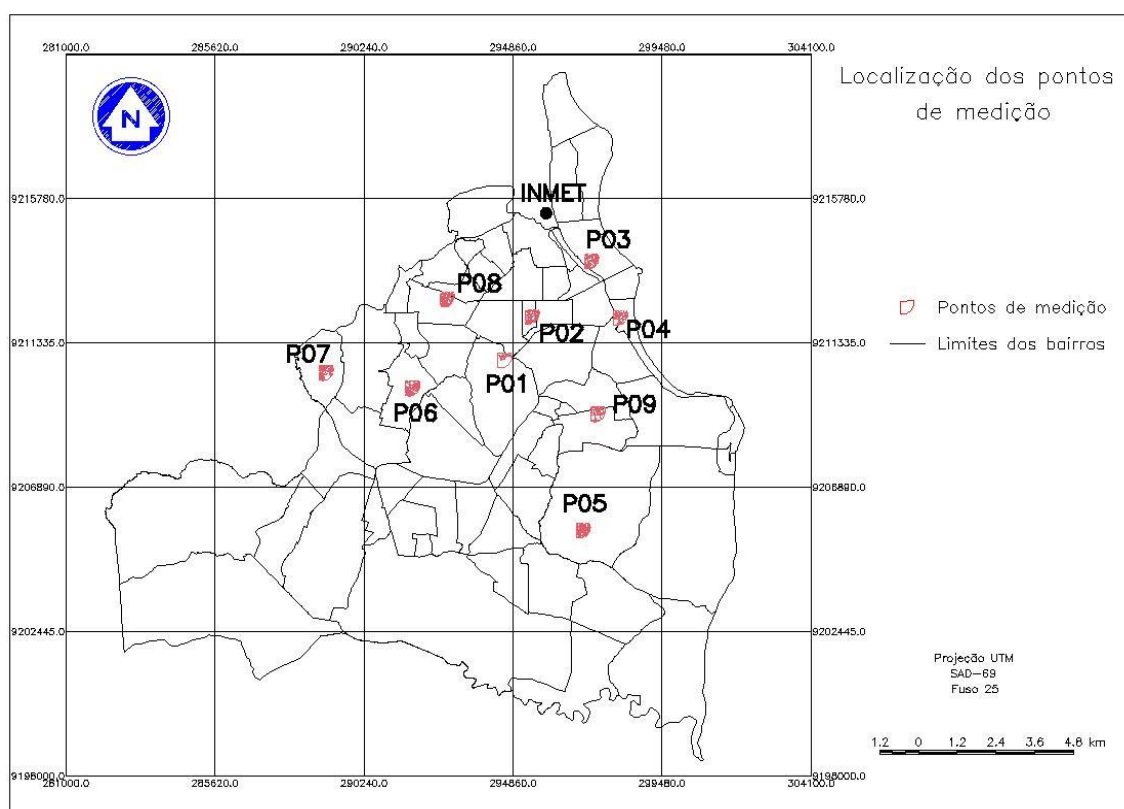 281000.0 285620.0 290240.0 294860.0 299480.0 304100.0
Localização dos pontos
de medição
N
9215780.0 INMET 9215780.0
P03
P08
Pontos de medição
P02 P04
9211335.0 9211335.0
Limites dos bairros
P07
P01
P06 P09
9206890.0 9206890.0
P05
9202445.0 9202445.0
Projeção UTM
SAD-69
Fuso 25
1.2 0 1.2 2.4 3.6 4.8 km
9198000.0 9198000.0
281000.0 285620.0 290240.0 294860.0 299480.0 304100.0